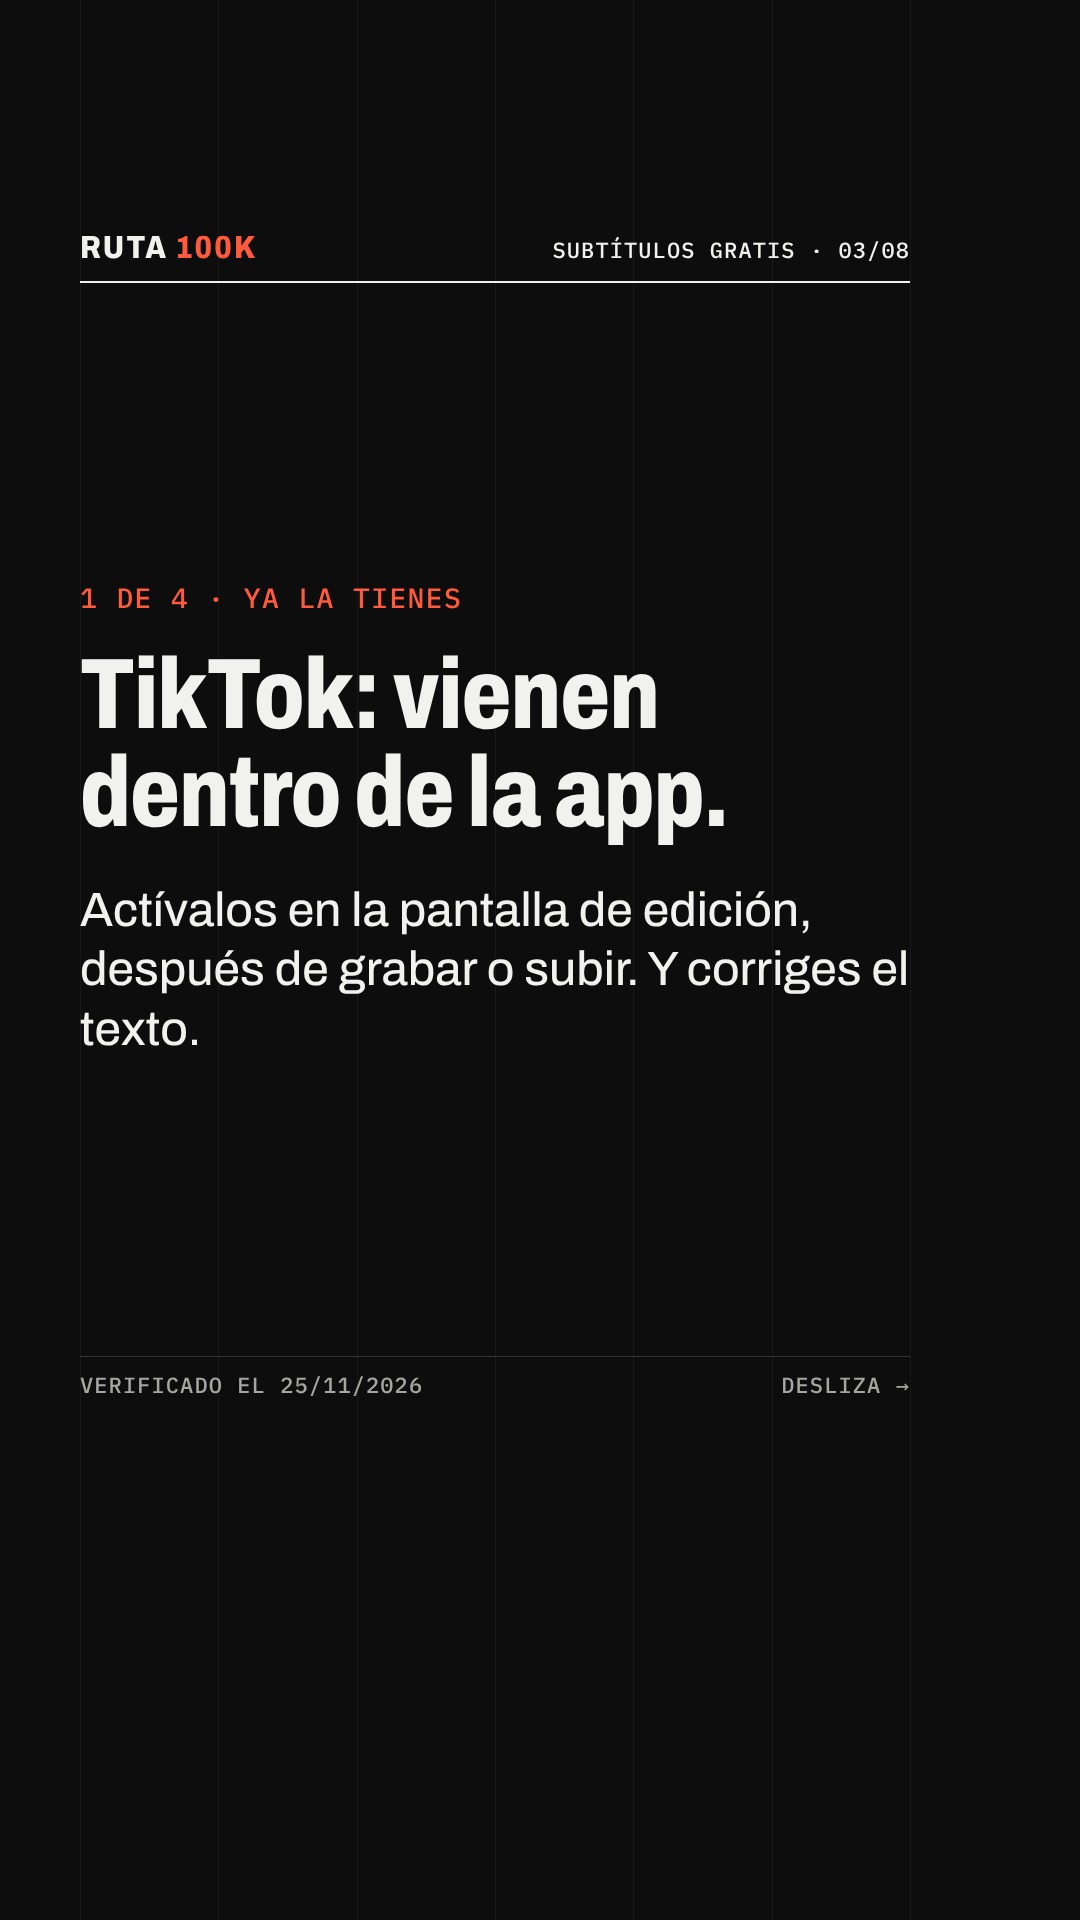 RUTA 100K
SUBTÍTULOS GRATIS · 03/08
1 DE 4 · YA LA TIENES
TikTok: vienen
dentro de la app.
Actívalos en la pantalla de edición,
después de grabar o subir. Y corriges el
texto.
VERIFICADO EL 25/11/2026
DESLIZA →